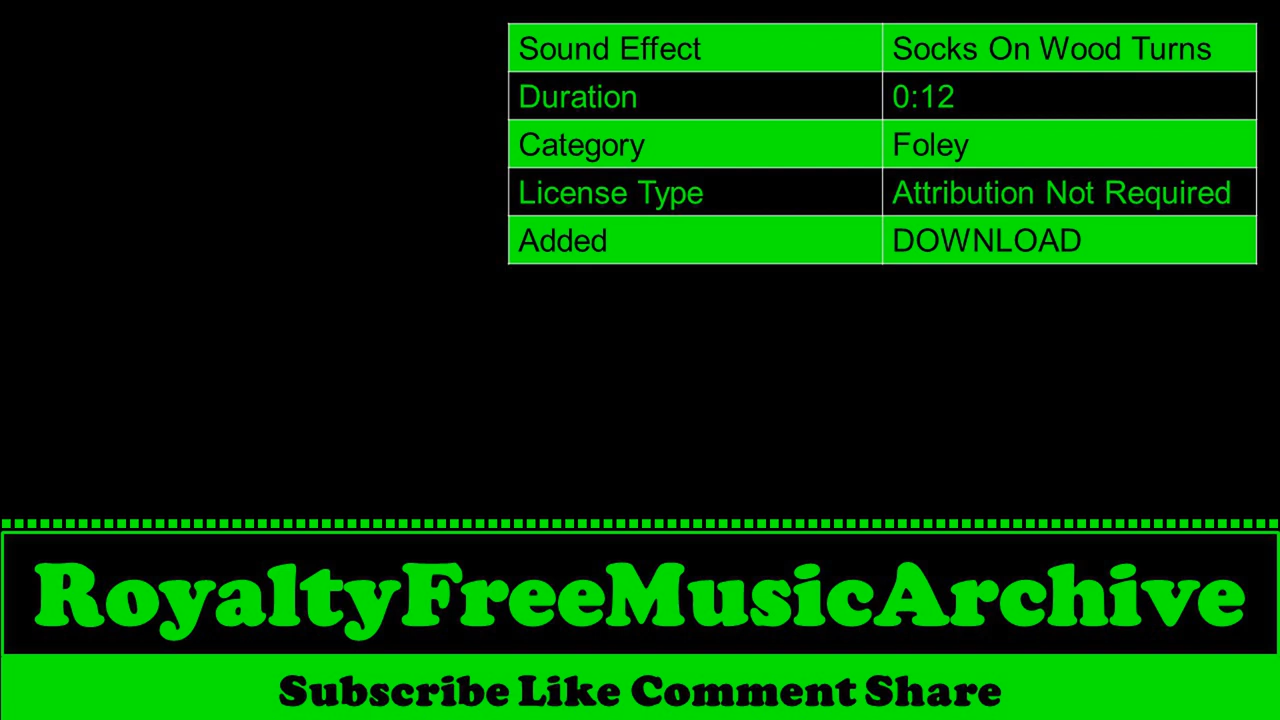 Sound Effect Socks On Wood Turns
Duration 0:12
Category Foley
License Type Attribution Not Required
Added DOWNLOAD
RoyaltyFreeMusicArchive
Subscribe Like Comment Share